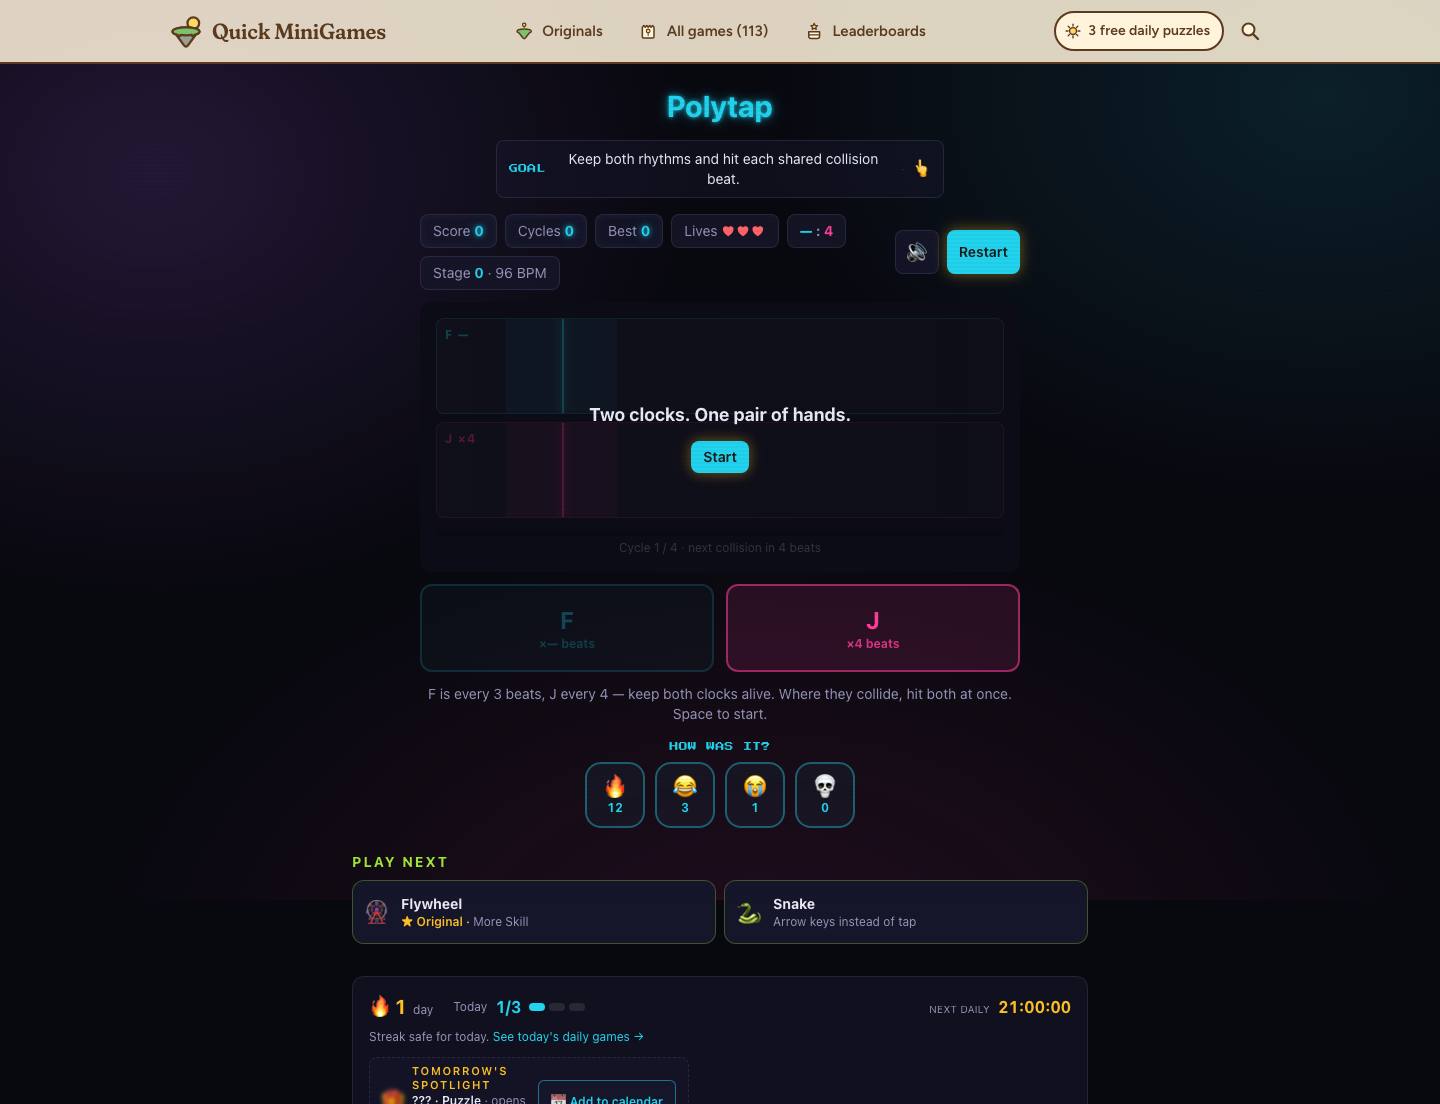 Quick MiniGames
Originals
All games (113)
Leaderboards
3 free daily puzzles
Polytap
GOAL
Keep both rhythms and hit each shared collision
beat.
Score 0
Cycles 0
Best 0
Lives
— : 4
Stage 0 · 96 BPM
Restart
F —
Two clocks. One pair of hands.
J ×4
Start
Cycle 1 / 4 · next collision in 4 beats
F
×— beats
J
×4 beats
F is every 3 beats, J every 4 — keep both clocks alive. Where they collide, hit both at once.
Space to start.
HOW WAS IT?
12
3
1
0
PLAY NEXT
Flywheel
Original · More Skill
Snake
Arrow keys instead of tap
1 day
Today 1/3
NEXT DAILY 21:00:00
Streak safe for today. See today's daily games →
TOMORROW'S
SPOTLIGHT
??? · Puzzle · opens
Add to calendar